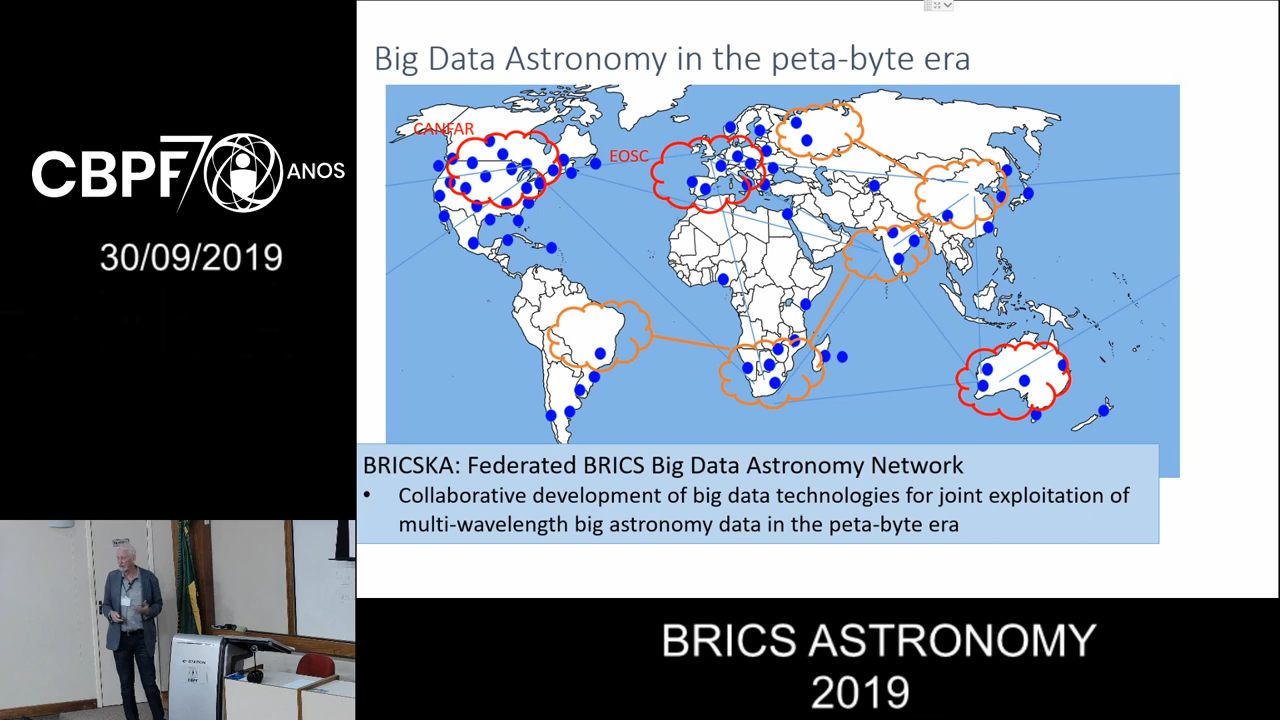 CBPF70 ANOS
30/09/2019
Big Data Astronomy in the peta-byte era
CANFAR
EOSC
BRICSKA: Federated BRICS Big Data Astronomy Network
• Collaborative development of big data technologies for joint exploitation of
multi-wavelength big astronomy data in the peta-byte era
BRICS ASTRONOMY
2019